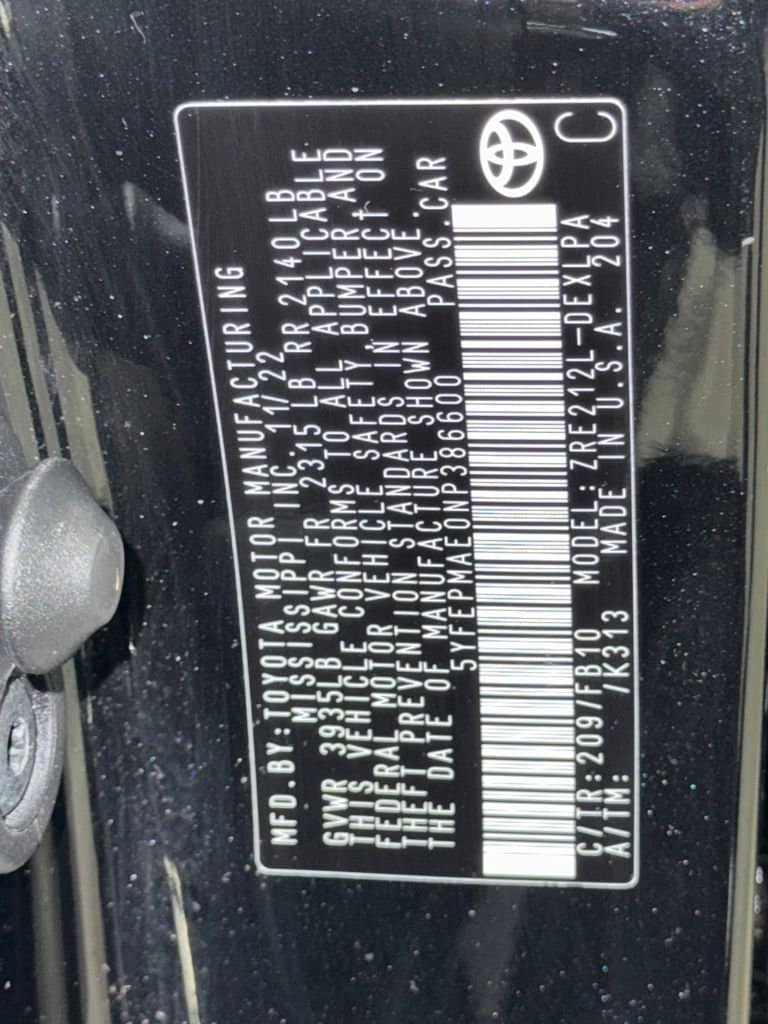 MFD.BY:TOYOTA MOTOR MANUFACTURING
MISSISSIPPI INC. 11/22
GVWR 3935LB GAWR FR 2315 LB RR 2140LB
THIS VEHICLE CONFORMS TO ALL APPLICABLE
FEDERAL MOTOR VEHICLE SAFETY, BUMPER AND
THEFT PREVENTION STANDARDS IN EFFECT ON
THE DATE OF MANUFACTURE SHOWN ABOVE.
5YFEPMAE0NP386600 PASS.CAR
C/TR:209/FB10 MODEL:ZRE212L-DEXLPA
A/TM: /K313 MADE IN U.S.A. 204
C